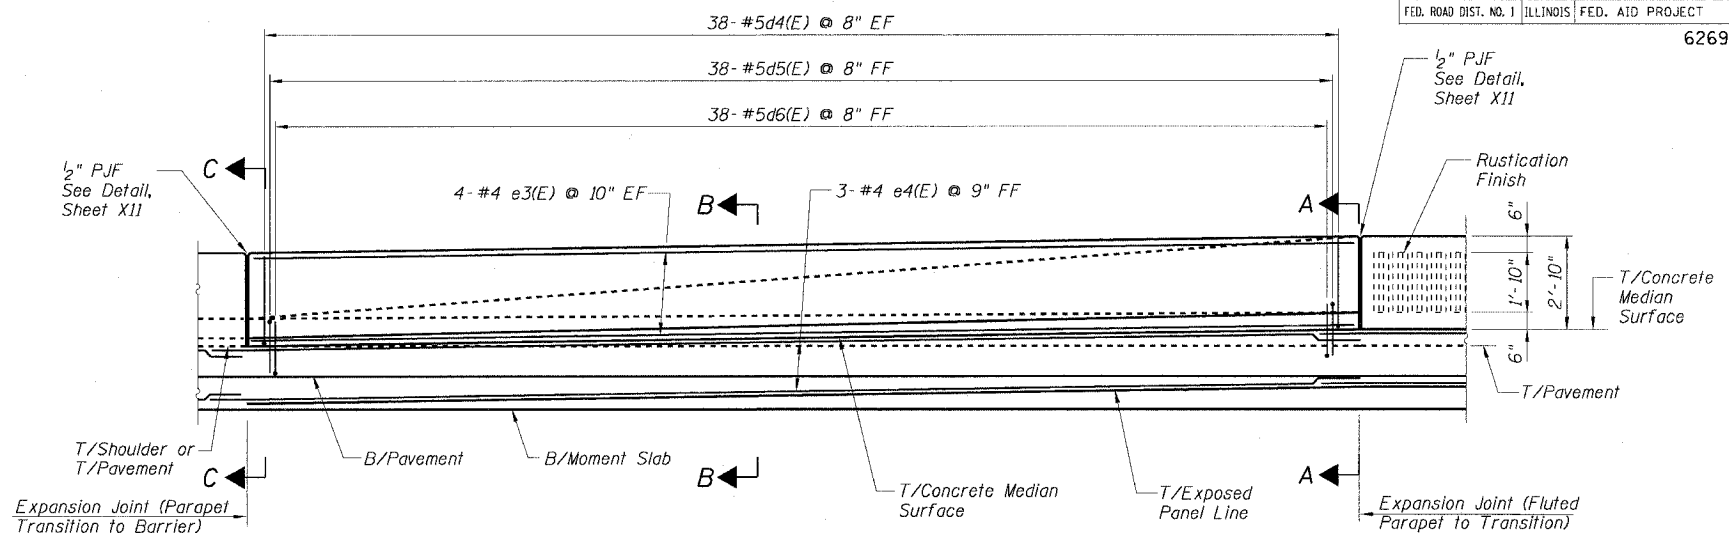 FED. ROAD DIST. NO. 1 ILLINOIS FED. AID PROJECT
6269
38- #5d4(E) @ 8" EF
38- #5d5(E) @ 8" FF
38- #5d6(E) @ 8" FF
1/2" PJF
See Detail,
Sheet X11
1/2" PJF
See Detail,
Sheet X11
C
4- #4 e3(E) @ 10" EF
B
3- #4 e4(E) @ 9" FF
A
Rustication
Finish
6"
1'-10"
2'-10"
6"
T/Concrete
Median
Surface
T/Pavement
T/Shoulder or
T/Pavement
C
B/Pavement
B/Moment Slab
B
T/Concrete Median
Surface
T/Exposed
Panel Line
A
Expansion Joint (Parapet
Transition to Barrier)
Expansion Joint (Fluted
Parapet to Transition)